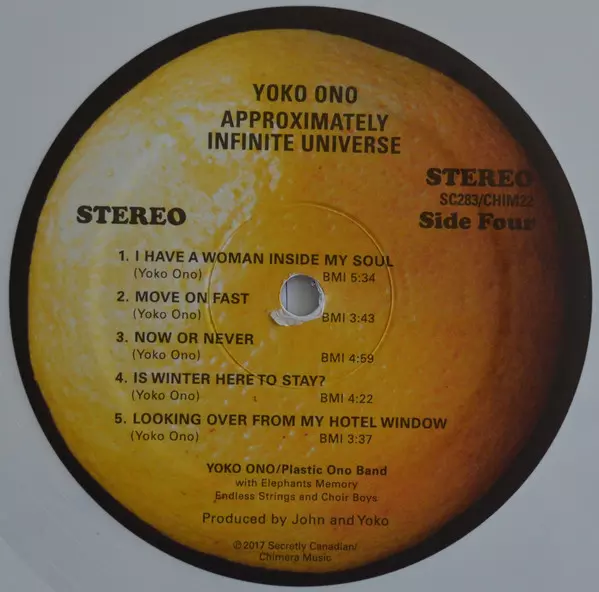 YOKO ONO
APPROXIMATELY
INFINITE UNIVERSE
STEREO
SC283/CHIM22
STEREO
Side Four
1. I HAVE A WOMAN INSIDE MY SOUL
(Yoko Ono) BMI 5:34
2. MOVE ON FAST
(Yoko Ono) BMI 3:43
3. NOW OR NEVER
(Yoko Ono) BMI 4:59
4. IS WINTER HERE TO STAY?
(Yoko Ono) BMI 4:22
5. LOOKING OVER FROM MY HOTEL WINDOW
(Yoko Ono) BMI 3:37
YOKO ONO/Plastic Ono Band
with Elephants Memory
Endless Strings and Choir Boys
Produced by John and Yoko
℗ 2017 Secretly Canadian/
Chimera Music